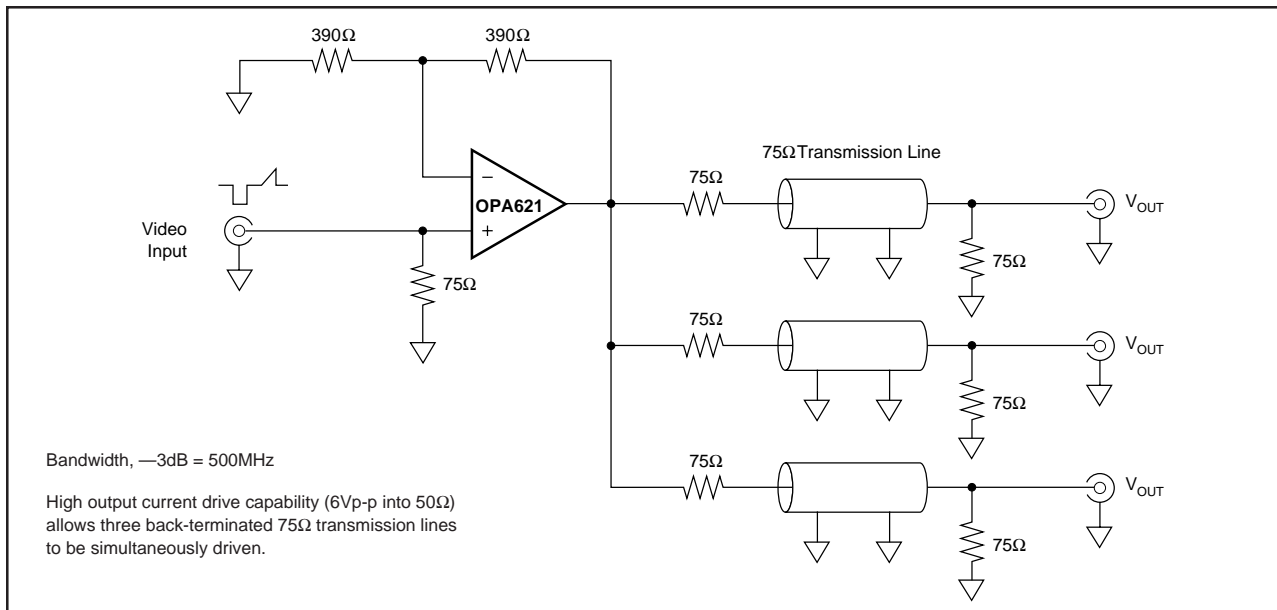 390Ω
390Ω
75Ω Transmission Line
75Ω
−
OPA621
+
Video
Input
75Ω
V_OUT
75Ω
75Ω
V_OUT
75Ω
75Ω
V_OUT
75Ω
Bandwidth, —3dB = 500MHz
High output current drive capability (6Vp-p into 50Ω)
allows three back-terminated 75Ω transmission lines
to be simultaneously driven.